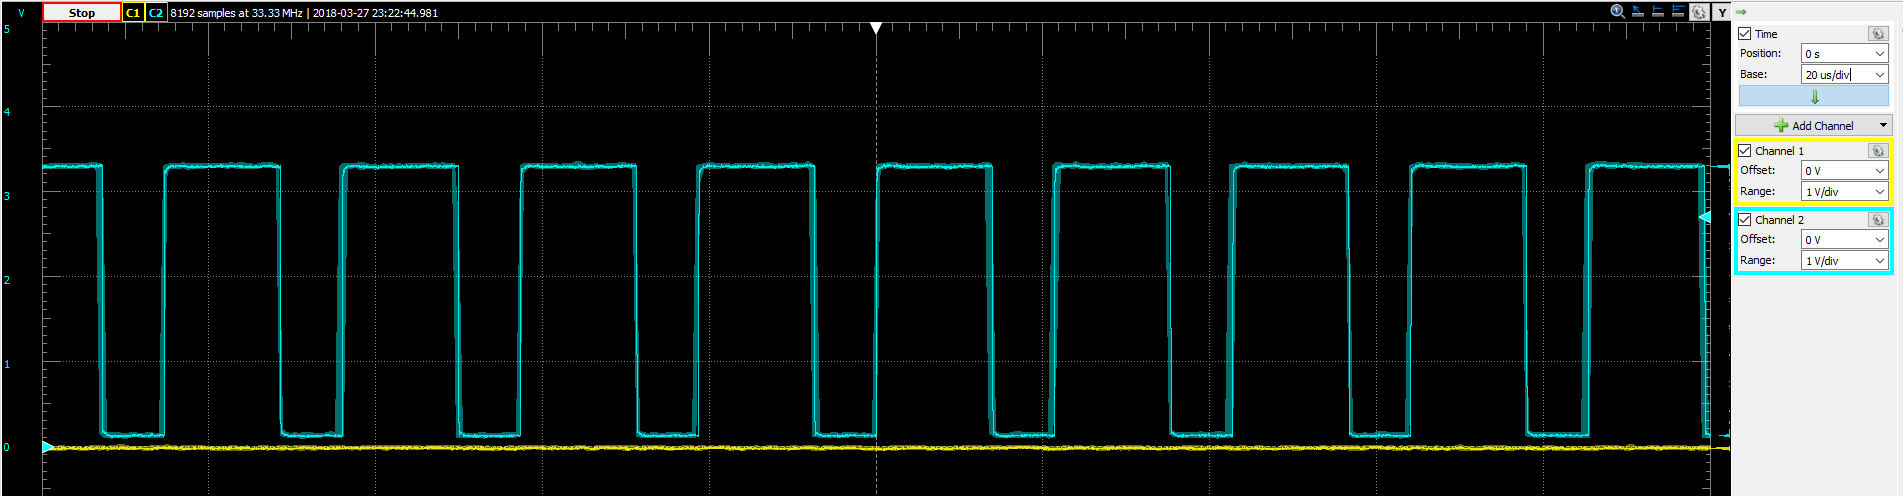 V Stop C1 C2 8192 samples at 33.33 MHz | 2018-03-27 23:22:44.981 Y
5
4
3
2
1
0
Time
Position: 0 s
Base: 20 us/div
Add Channel
Channel 1
Offset: 0 V
Range: 1 V/div
Channel 2
Offset: 0 V
Range: 1 V/div